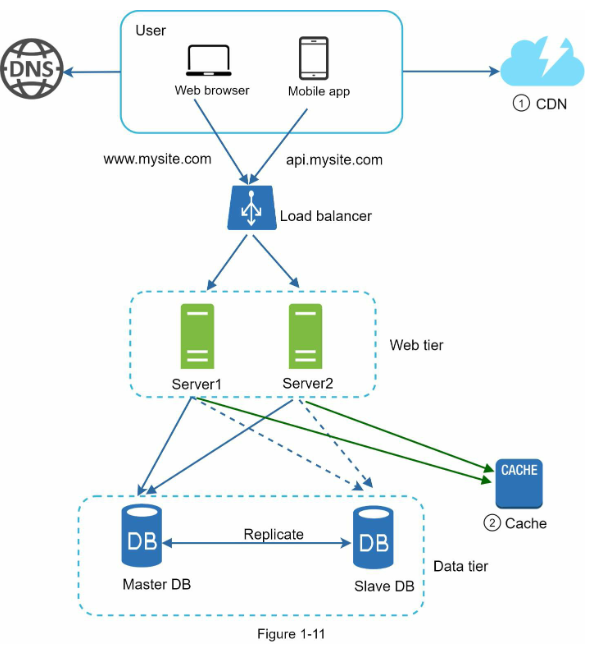 User
DNS
Web browser
Mobile app
1 CDN
www.mysite.com
api.mysite.com
Load balancer
Web tier
Server1
Server2
CACHE
2 Cache
DB
Replicate
DB
Master DB
Slave DB
Data tier
Figure 1-11